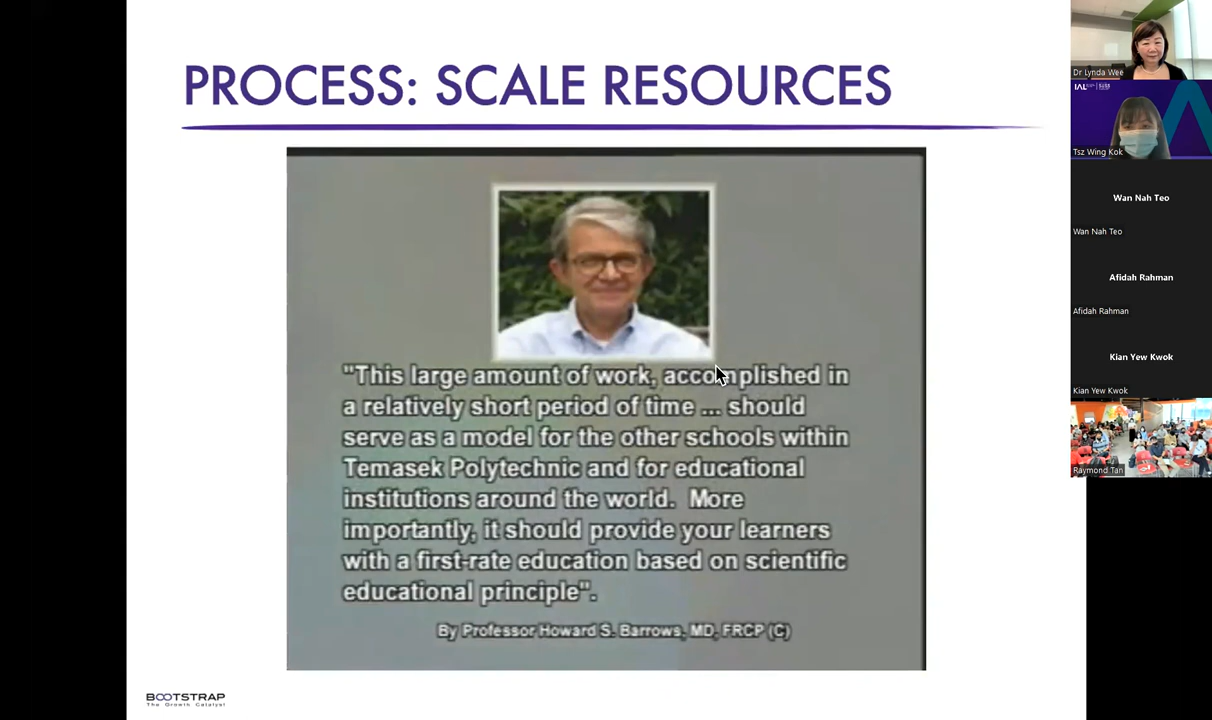 PROCESS: SCALE RESOURCES
"This large amount of work, accomplished in
a relatively short period of time ... should
serve as a model for the other schools within
Temasek Polytechnic and for educational
institutions around the world.  More
importantly, it should provide your learners
with a first-rate education based on scientific
educational principle".
By Professor Howard S. Barrows, MD, FRCP (C)
BOOTSTRAP
The Growth Catalyst
Dr Lynda Wee
IAL
Tsz Wing Kok
Wan Nah Teo
Wan Nah Teo
Afidah Rahman
Afidah Rahman
Kian Yew Kwok
Kian Yew Kwok
Raymond Tan